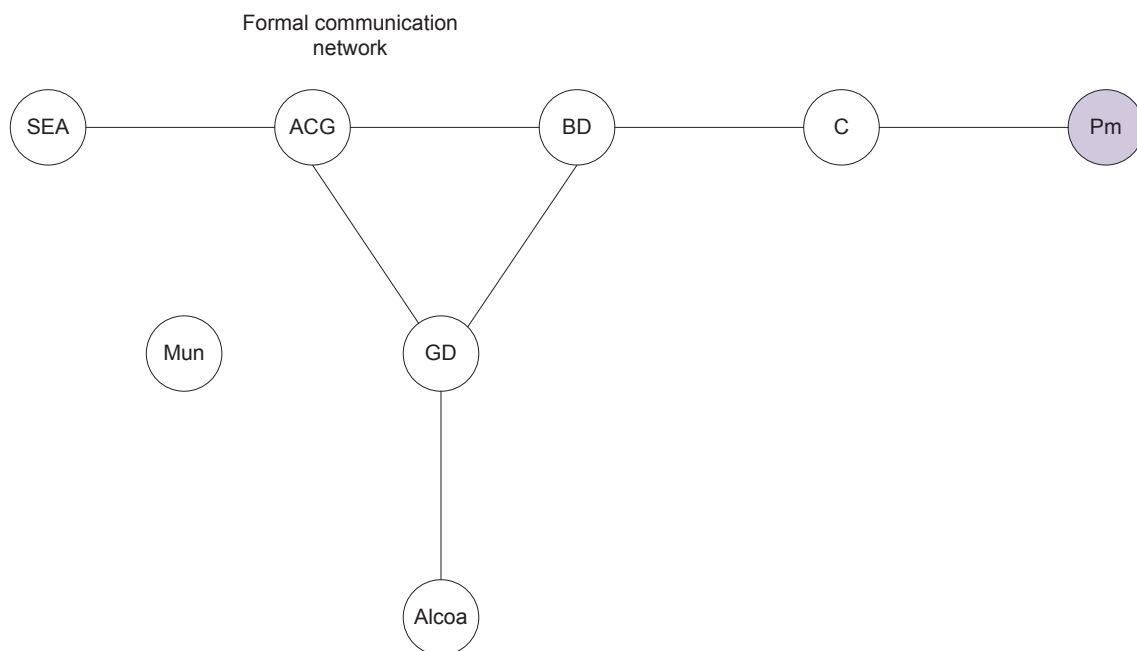 Formal communication
network
SEA
ACG
BD
C
Pm
Mun
GD
Alcoa